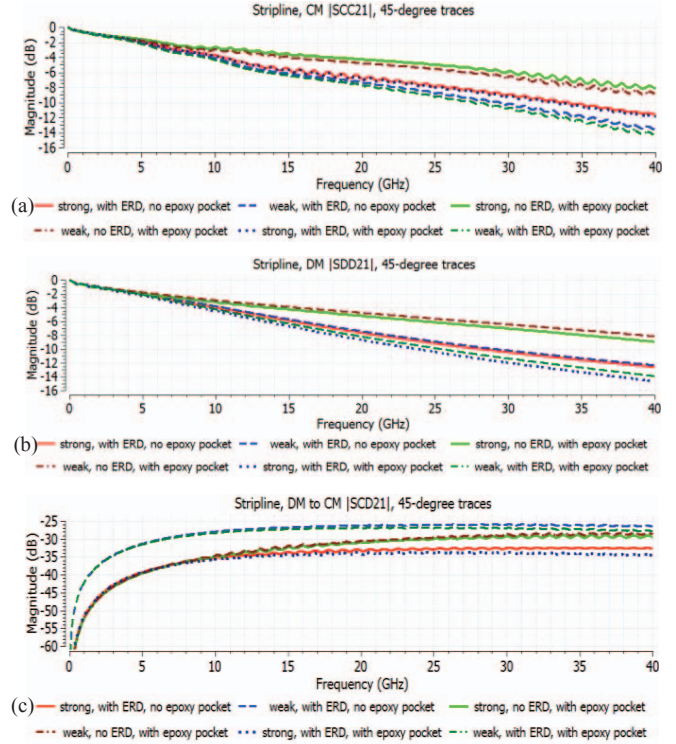 Stripline, CM |SCC21|, 45-degree traces
Magnitude (dB)
0
-2
-4
-6
-8
-10
-12
-14
-16
0 5 10 15 20 25 30 35 40
Frequency (GHz)
(a)
strong, with ERD, no epoxy pocket weak, with ERD, no epoxy pocket strong, no ERD, with epoxy pocket
weak, no ERD, with epoxy pocket strong, with ERD, with epoxy pocket weak, with ERD, with epoxy pocket
Stripline, DM |SDD21|, 45-degree traces
Magnitude (dB)
0
-2
-4
-6
-8
-10
-12
-14
-16
0 5 10 15 20 25 30 35 40
Frequency (GHz)
(b)
strong, with ERD, no epoxy pocket weak, with ERD, no epoxy pocket strong, no ERD, with epoxy pocket
weak, no ERD, with epoxy pocket strong, with ERD, with epoxy pocket weak, with ERD, with epoxy pocket
Stripline, DM to CM |SCD21|, 45-degree traces
Magnitude (dB)
-25
-30
-35
-40
-45
-50
-55
-60
0 5 10 15 20 25 30 35 40
Frequency (GHz)
(c)
strong, with ERD, no epoxy pocket weak, with ERD, no epoxy pocket strong, no ERD, with epoxy pocket
weak, no ERD, with epoxy pocket strong, with ERD, with epoxy pocket weak, with ERD, with epoxy pocket